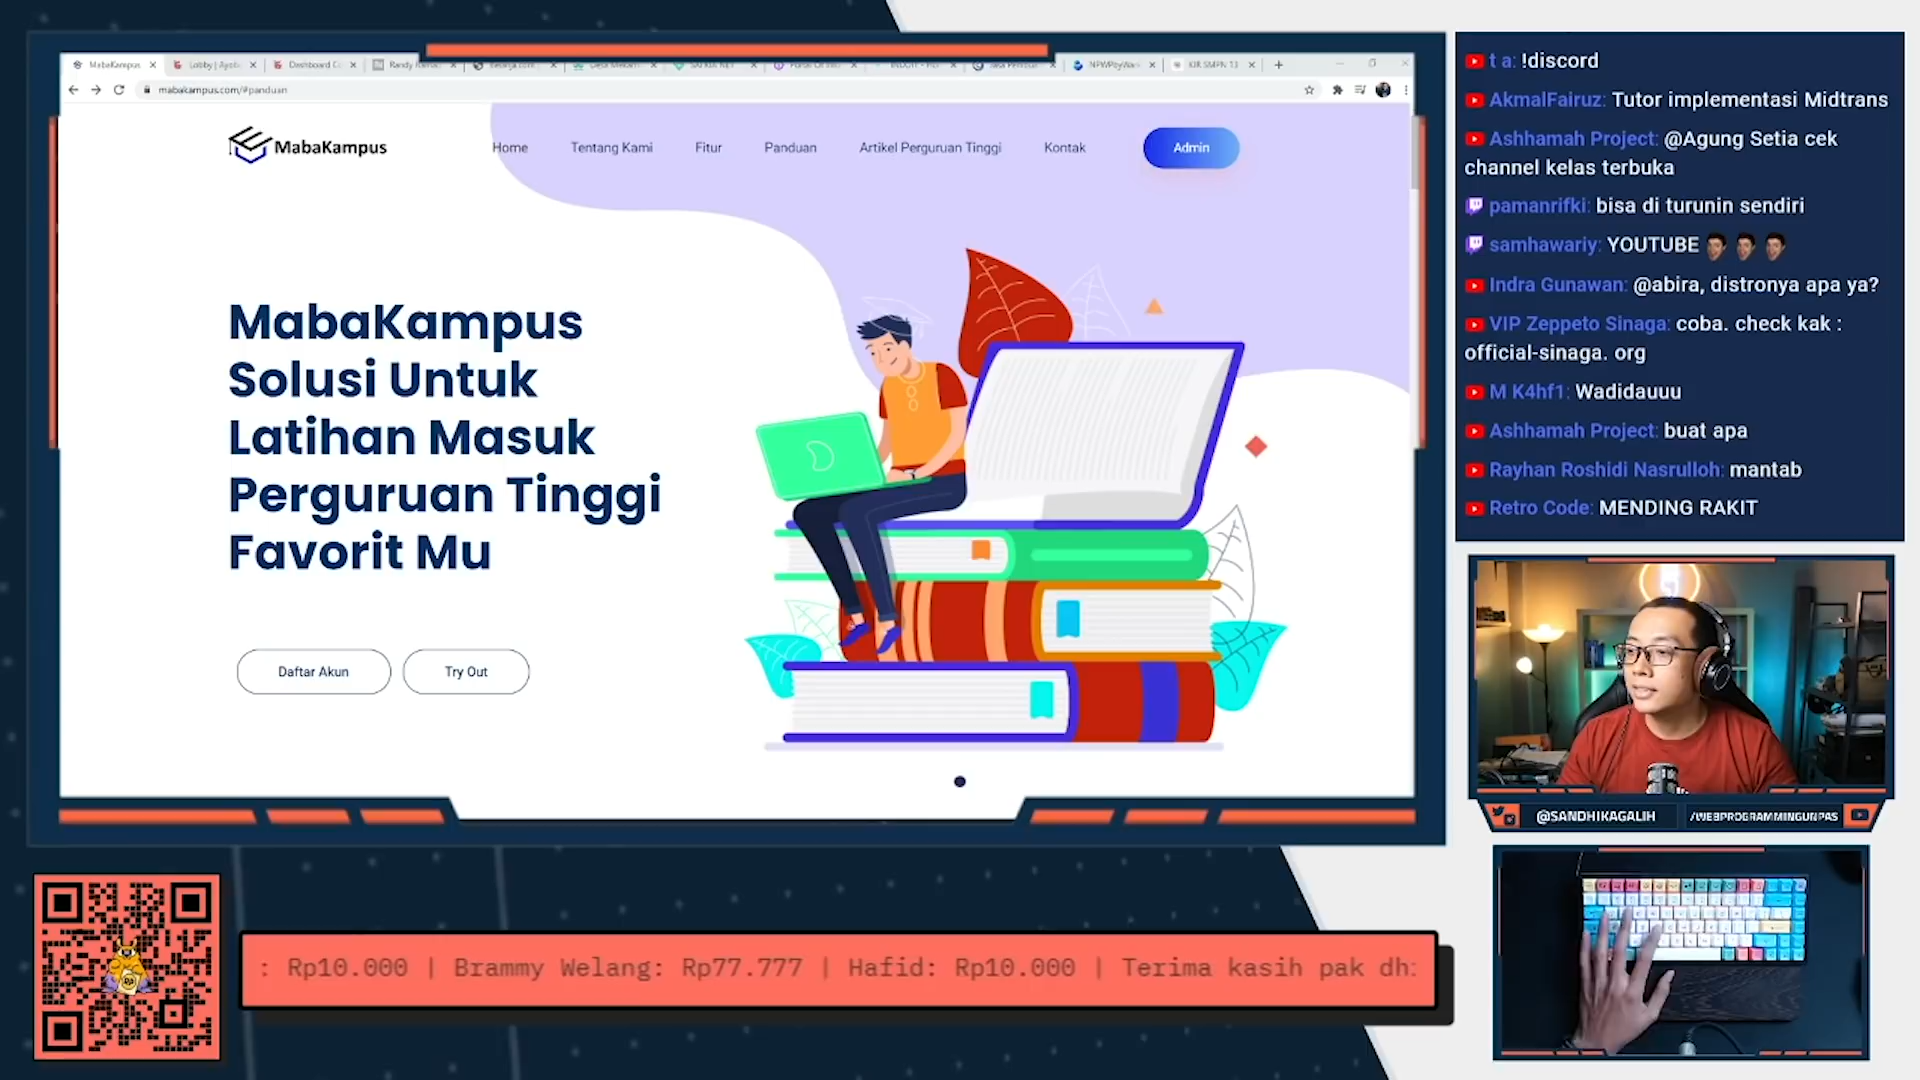 MabaKampus
Lobby | Ayo
Dashboard C
mabakampus.com/#panduan
MabaKampus
Home
Tentang Kami
Fitur
Panduan
Artikel Perguruan Tinggi
Kontak
Admin
MabaKampus
Solusi Untuk
Latihan Masuk
Perguruan Tinggi
Favorit Mu
Daftar Akun
Try Out
t a: !discord
AkmalFairuz: Tutor implementasi Midtrans
Ashhamah Project: @Agung Setia cek
channel kelas terbuka
pamanrifki: bisa di turunin sendiri
samhawariy: YOUTUBE
Indra Gunawan: @abira, distronya apa ya?
VIP Zeppeto Sinaga: coba. check kak :
official-sinaga. org
M K4hf1: Wadidauuu
Ashhamah Project: buat apa
Rayhan Roshidi Nasrulloh: mantab
Retro Code: MENDING RAKIT
@SANDHIKAGALIH
/WEBPROGRAMMINGUNPAS
: Rp10.000 | Brammy Welang: Rp77.777 | Hafid: Rp10.000 | Terima kasih pak dh